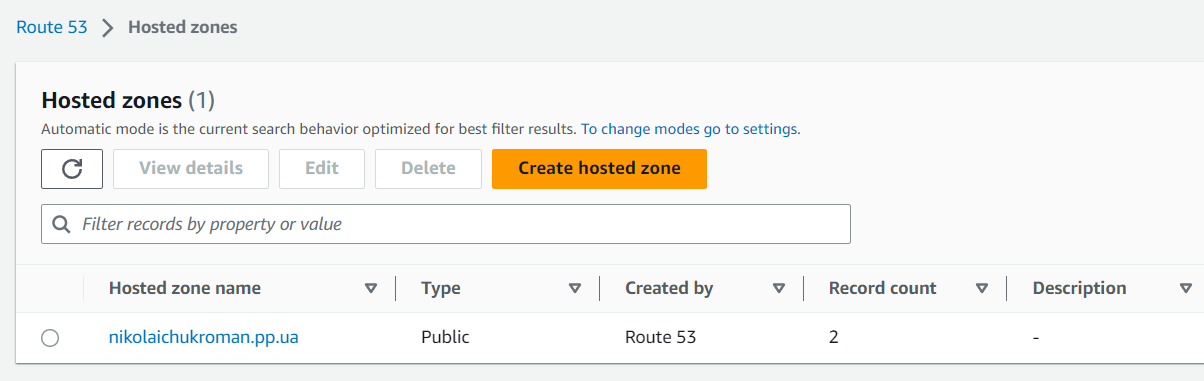 Route 53 > Hosted zones
Hosted zones (1)
Automatic mode is the current search behavior optimized for best filter results. To change modes go to settings.
View details Edit Delete Create hosted zone
Filter records by property or value
Hosted zone name Type Created by Record count Description
nikolaichukroman.pp.ua Public Route 53 2 -